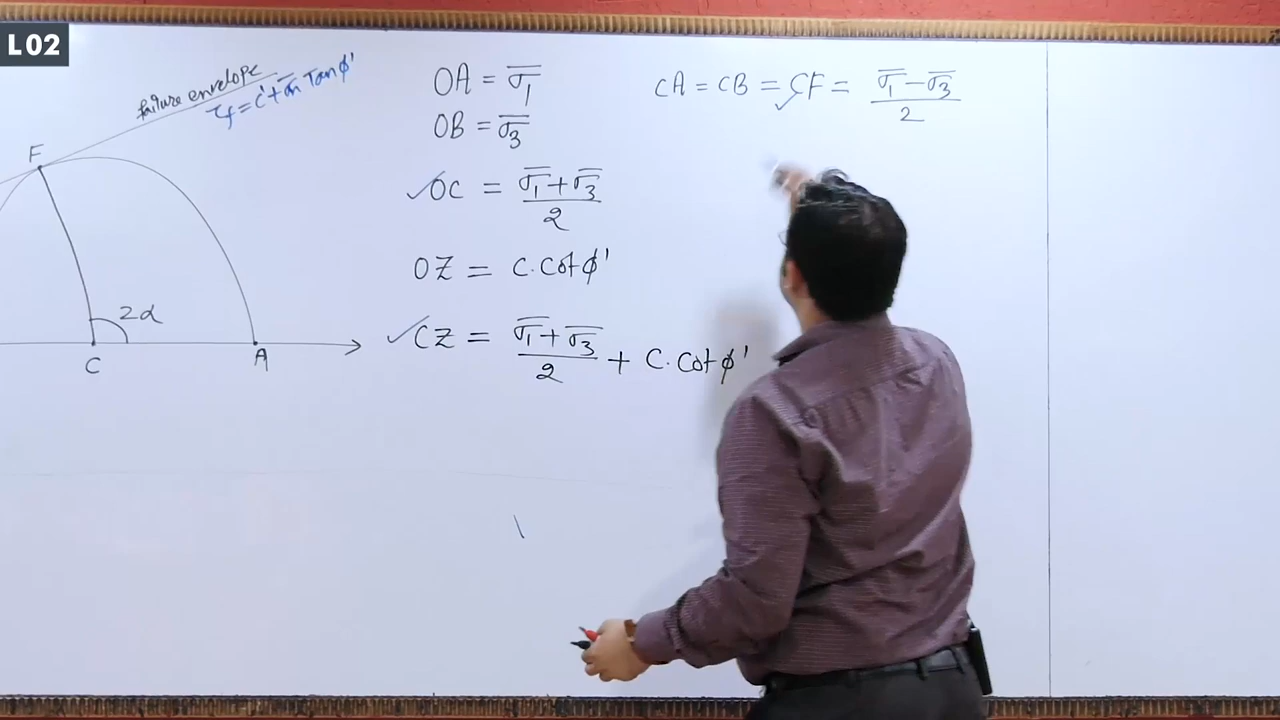 L02
failure envelope
τf = c' + σ̄n Tanφ'
F
2α
C
A
OA = σ̄1
OB = σ̄3
✓OC = (σ̄1 + σ̄3)/2
OZ = C.Cotφ'
✓CZ = (σ̄1 + σ̄3)/2 + C.Cotφ'
CA = CB = ✓CF = (σ̄1 − σ̄3)/2